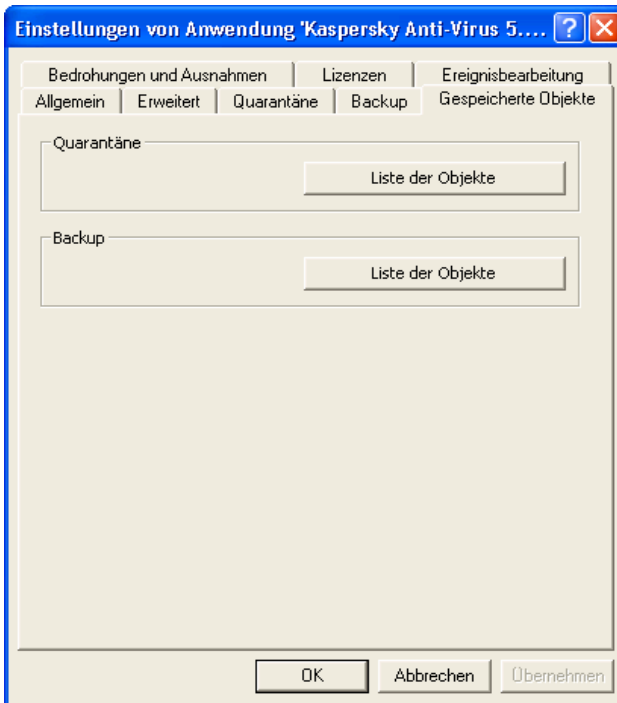 Einstellungen von Anwendung 'Kaspersky Anti-Virus 5....
Bedrohungen und Ausnahmen Lizenzen Ereignisbearbeitung
Allgemein Erweitert Quarantäne Backup Gespeicherte Objekte
Quarantäne
Liste der Objekte
Backup
Liste der Objekte
OK Abbrechen Übernehmen